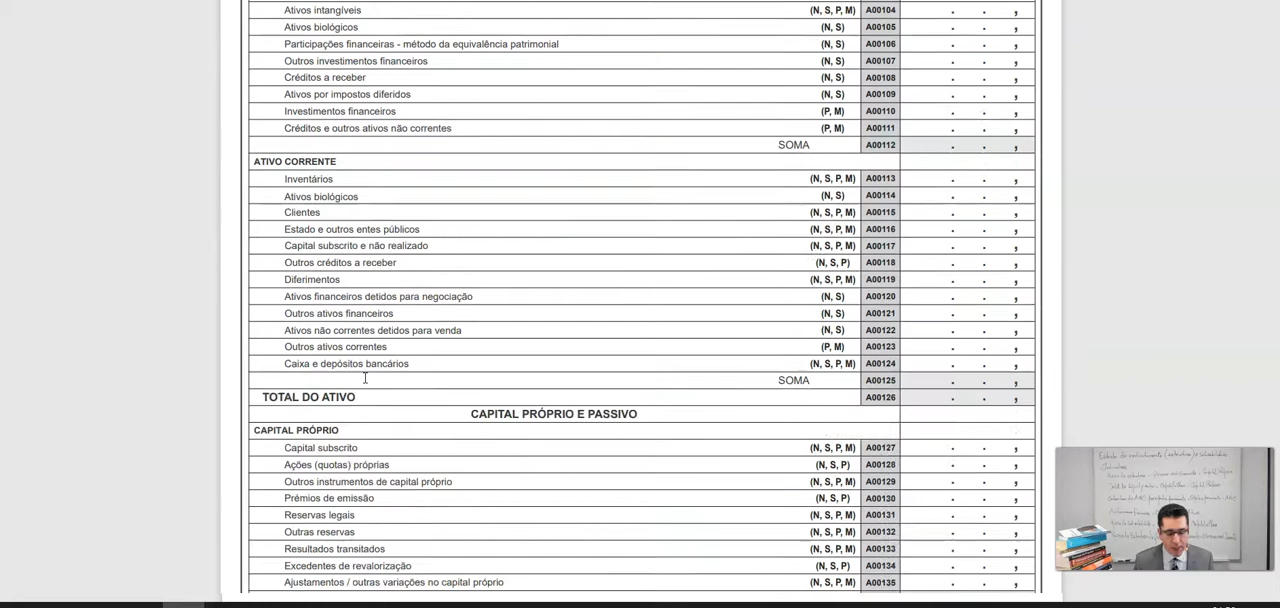 Ativos intangíveis (N, S, P, M) A00104 . . ,
Ativos biológicos (N, S) A00105 . . ,
Participações financeiras - método da equivalência patrimonial (N, S) A00106 . . ,
Outros investimentos financeiros (N, S) A00107 . . ,
Créditos a receber (N, S) A00108 . . ,
Ativos por impostos diferidos (N, S) A00109 . . ,
Investimentos financeiros (P, M) A00110 . . ,
Créditos e outros ativos não correntes (P, M) A00111 . . ,
SOMA A00112 . . ,
ATIVO CORRENTE
Inventários (N, S, P, M) A00113 . . ,
Ativos biológicos (N, S) A00114 . . ,
Clientes (N, S, P, M) A00115 . . ,
Estado e outros entes públicos (N, S, P, M) A00116 . . ,
Capital subscrito e não realizado (N, S, P, M) A00117 . . ,
Outros créditos a receber (N, S, P) A00118 . . ,
Diferimentos (N, S, P, M) A00119 . . ,
Ativos financeiros detidos para negociação (N, S) A00120 . . ,
Outros ativos financeiros (N, S) A00121 . . ,
Ativos não correntes detidos para venda (N, S) A00122 . . ,
Outros ativos correntes (P, M) A00123 . . ,
Caixa e depósitos bancários (N, S, P, M) A00124 . . ,
SOMA A00125 . . ,
TOTAL DO ATIVO A00126 . . ,
CAPITAL PRÓPRIO E PASSIVO
CAPITAL PRÓPRIO
Capital subscrito (N, S, P, M) A00127 . . ,
Ações (quotas) próprias (N, S, P) A00128 . . ,
Outros instrumentos de capital próprio (N, S, P, M) A00129 . . ,
Prémios de emissão (N, S, P) A00130 . . ,
Reservas legais (N, S, P, M) A00131 . . ,
Outras reservas (N, S, P, M) A00132 . . ,
Resultados transitados (N, S, P, M) A00133 . . ,
Excedentes de revalorização (N, S, P) A00134 . . ,
Ajustamentos / outras variações no capital próprio (N, S, P, M) A00135 . . ,